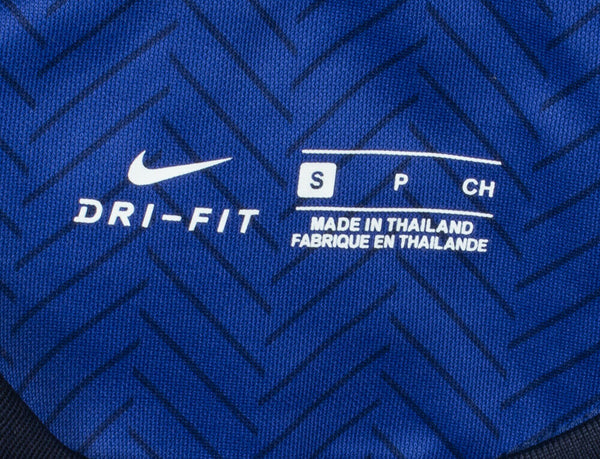 DRI-FIT
S P CH
MADE IN THAILAND
FABRIQUE EN THAILANDE